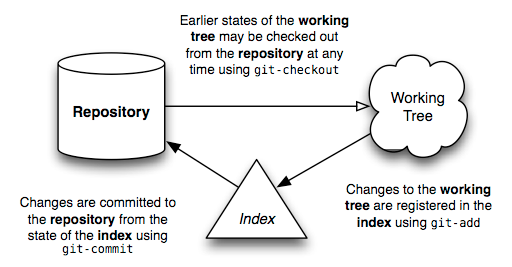 Earlier states of the working
tree may be checked out
from the repository at any
time using git-checkout
Repository
Working
Tree
Index
Changes are committed to
the repository from the
state of the index using
git-commit
Changes to the working
tree are registered in the
index using git-add